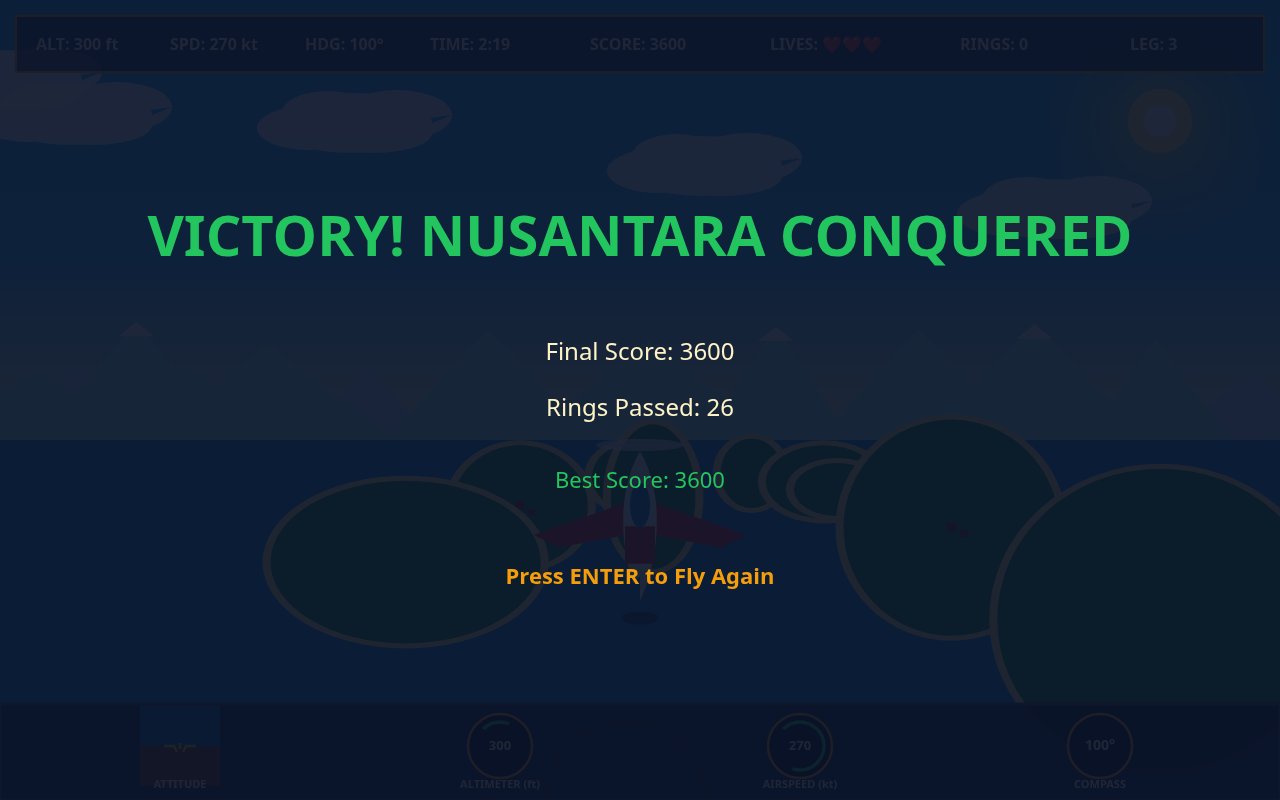 ALT: 300 ft SPD: 270 kt HDG: 100° TIME: 2:19 SCORE: 3600 LIVES: ❤❤❤ RINGS: 0 LEG: 3
VICTORY! NUSANTARA CONQUERED
Final Score: 3600
Rings Passed: 26
Best Score: 3600
Press ENTER to Fly Again
300 270 100°
ATTITUDE ALTIMETER (ft) AIRSPEED (kt) COMPASS